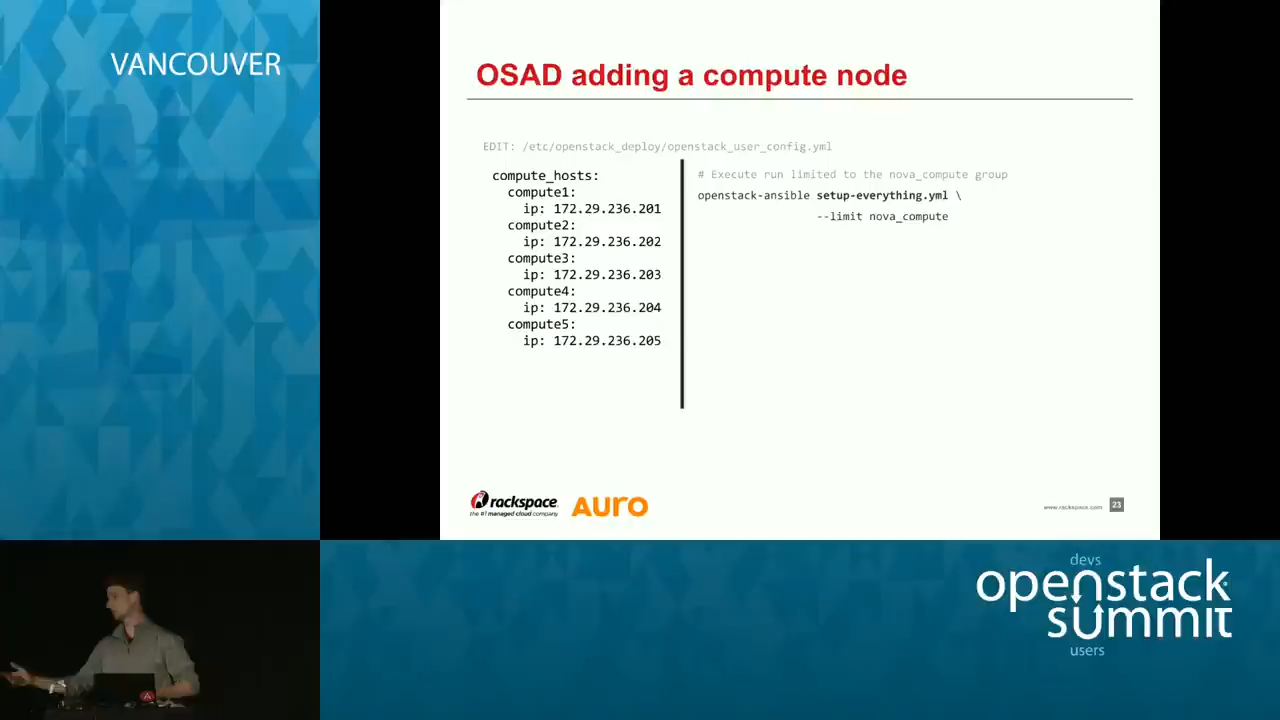 VANCOUVER
OSAD adding a compute node
EDIT: /etc/openstack_deploy/openstack_user_config.yml
compute_hosts:
compute1:
ip: 172.29.236.201
compute2:
ip: 172.29.236.202
compute3:
ip: 172.29.236.203
compute4:
ip: 172.29.236.204
compute5:
ip: 172.29.236.205
# Execute run limited to the nova_compute group
openstack-ansible setup-everything.yml \
--limit nova_compute
rackspace.
the #1 managed cloud company
AURO
www.rackspace.com 23
devs
openstack
summit
users